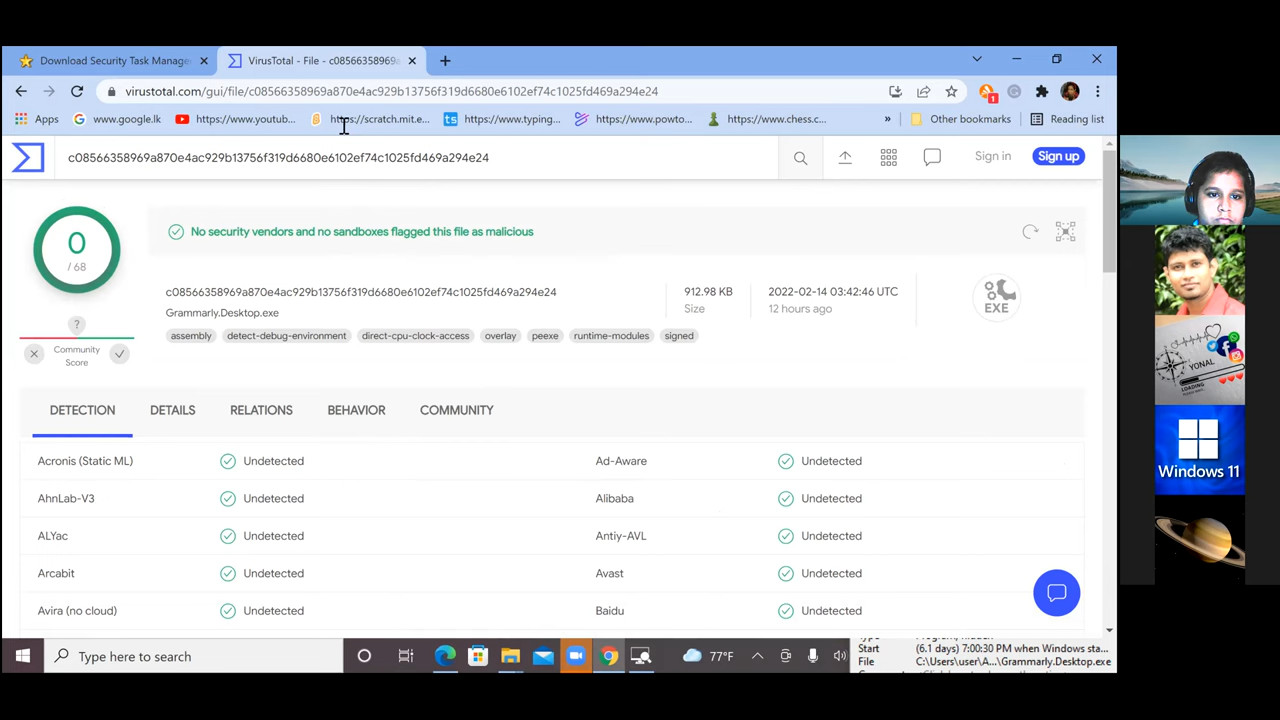 Download Security Task Manage
VirusTotal - File - c08566358969a
virustotal.com/gui/file/c08566358969a870e4ac929b13756f319d6680e6102ef74c1025fd469a294e24
1
Apps
https://www.google.lk
https://www.youtub...
https://scratch.mit.e...
https://www.typing...
https://www.powto...
https://www.chess.c...
»
Other bookmarks
Reading list
c08566358969a870e4ac929b13756f319d6680e6102ef74c1025fd469a294e24
Sign in
Sign up
0
/ 68
No security vendors and no sandboxes flagged this file as malicious
c08566358969a870e4ac929b13756f319d6680e6102ef74c1025fd469a294e24
Grammarly.Desktop.exe
912.98 KB
Size
2022-02-14 03:42:46 UTC
12 hours ago
EXE
assembly
detect-debug-environment
direct-cpu-clock-access
overlay
peexe
runtime-modules
signed
?
Community
Score
DETECTION
DETAILS
RELATIONS
BEHAVIOR
COMMUNITY
Acronis (Static ML)
Undetected
Ad-Aware
Undetected
AhnLab-V3
Undetected
Alibaba
Undetected
ALYac
Undetected
Antiy-AVL
Undetected
Arcabit
Undetected
Avast
Undetected
Avira (no cloud)
Undetected
Baidu
Undetected
YONAL
LOADING
Windows 11
Type here to search
77°F
Start
(6.1 days) 7:00:30 PM when Windows sta...
File
C:\Users\user\A...\Grammarly.Desktop.exe